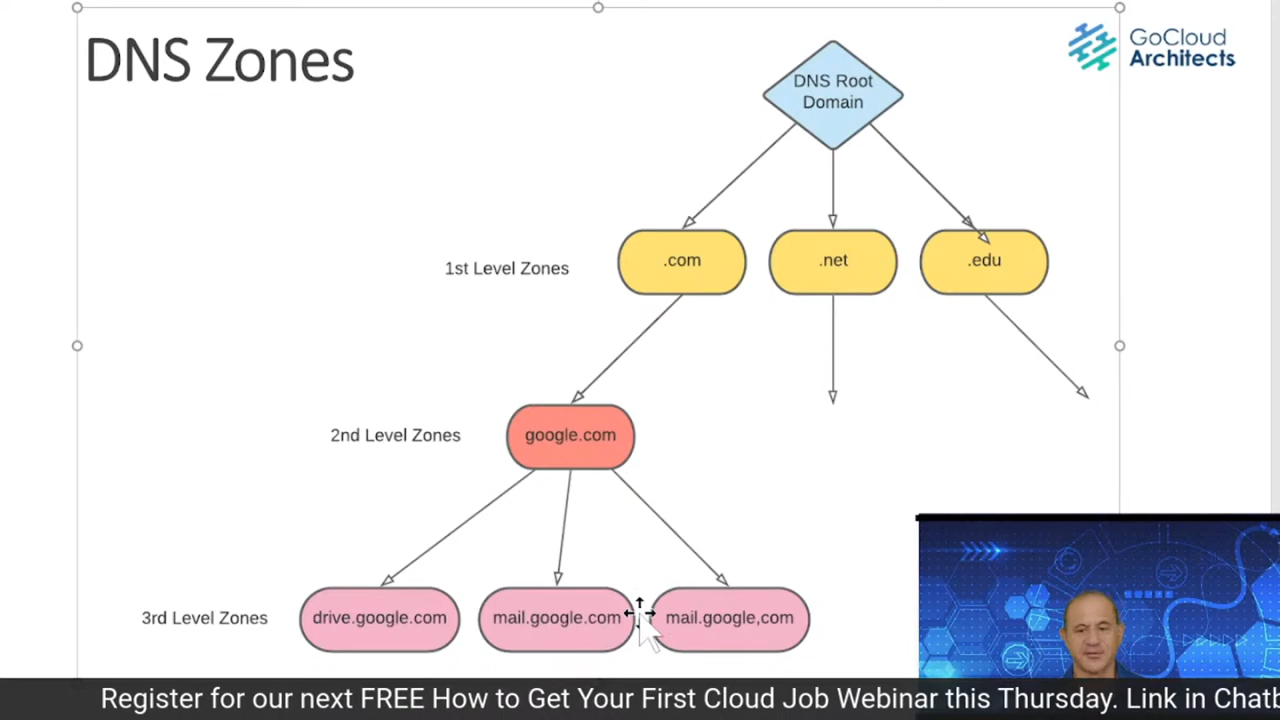 DNS Zones
GoCloud
Architects
DNS Root
Domain
1st Level Zones
.com
.net
.edu
2nd Level Zones
google.com
3rd Level Zones
drive.google.com
mail.google.com
mail.google,com
Register for our next FREE How to Get Your First Cloud Job Webinar this Thursday. Link in Chatb